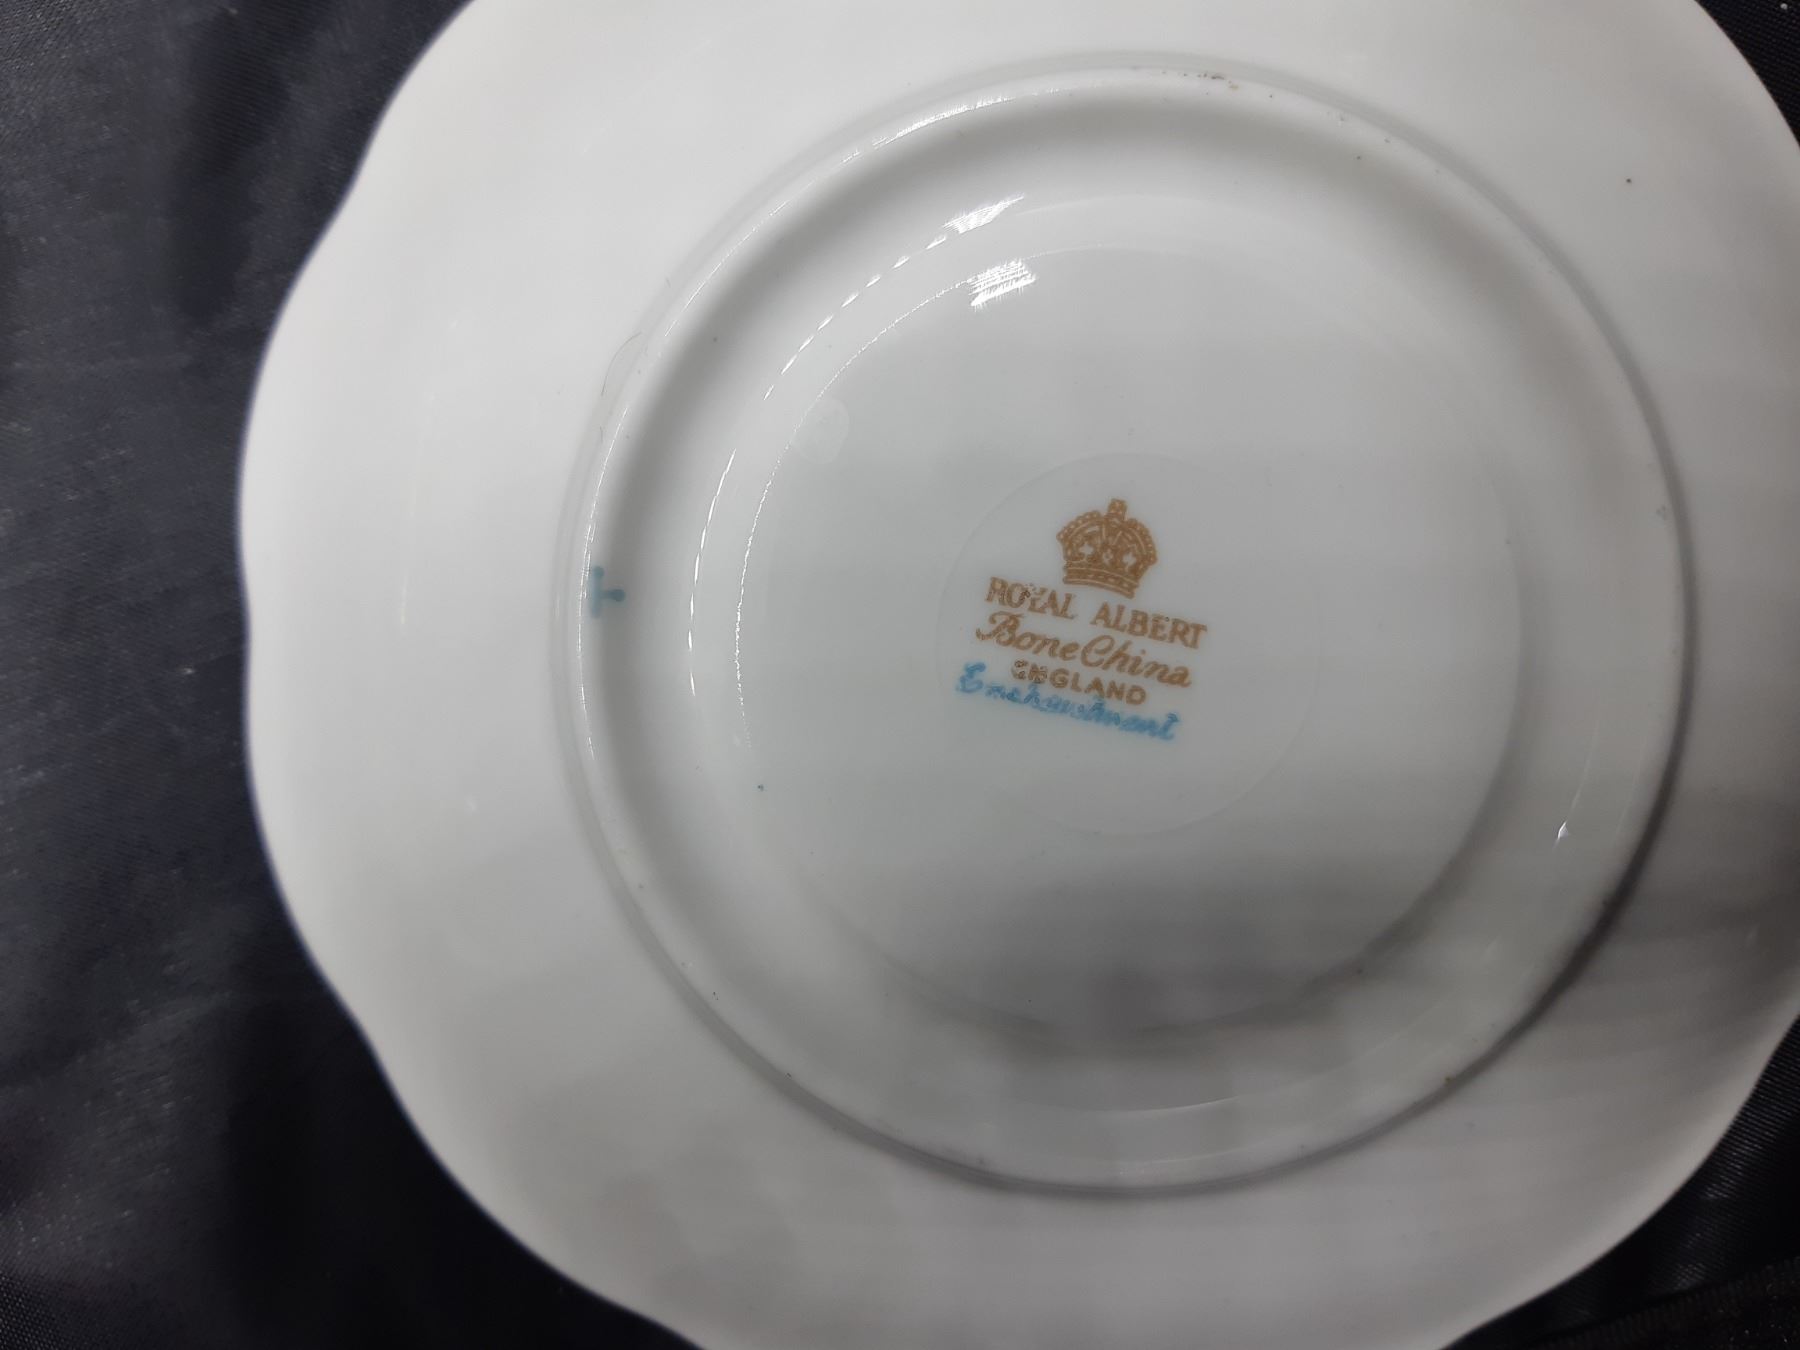 ROYAL ALBERT
Bone China
ENGLAND
Enchantment